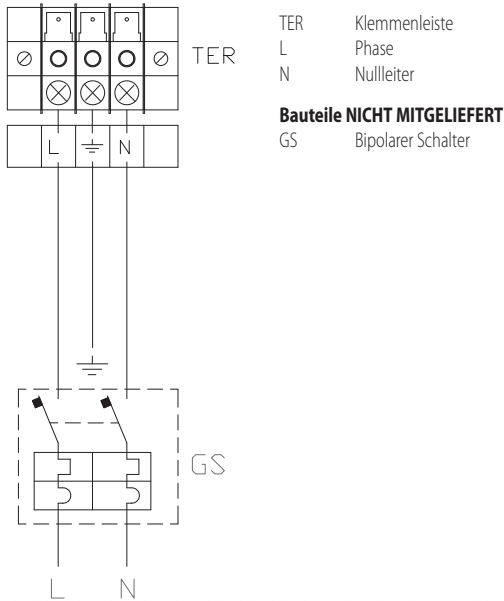 TER
L N
GS
L N
TER Klemmenleiste
L Phase
N Nullleiter
Bauteile NICHT MITGELIEFERT
GS Bipolarer Schalter